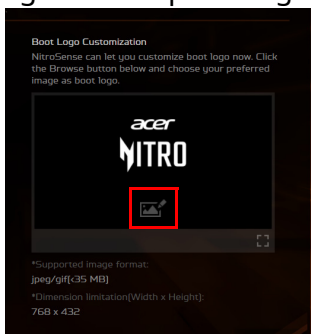 Boot Logo Customization
NitroSense can let you customize boot logo now. Click
the Browse button below and choose your preferred
image as boot logo.
acer
NITRO
*Supported image format:
jpeg/gif[<35 MB]
*Dimension limitation(Width x Height):
768 x 432